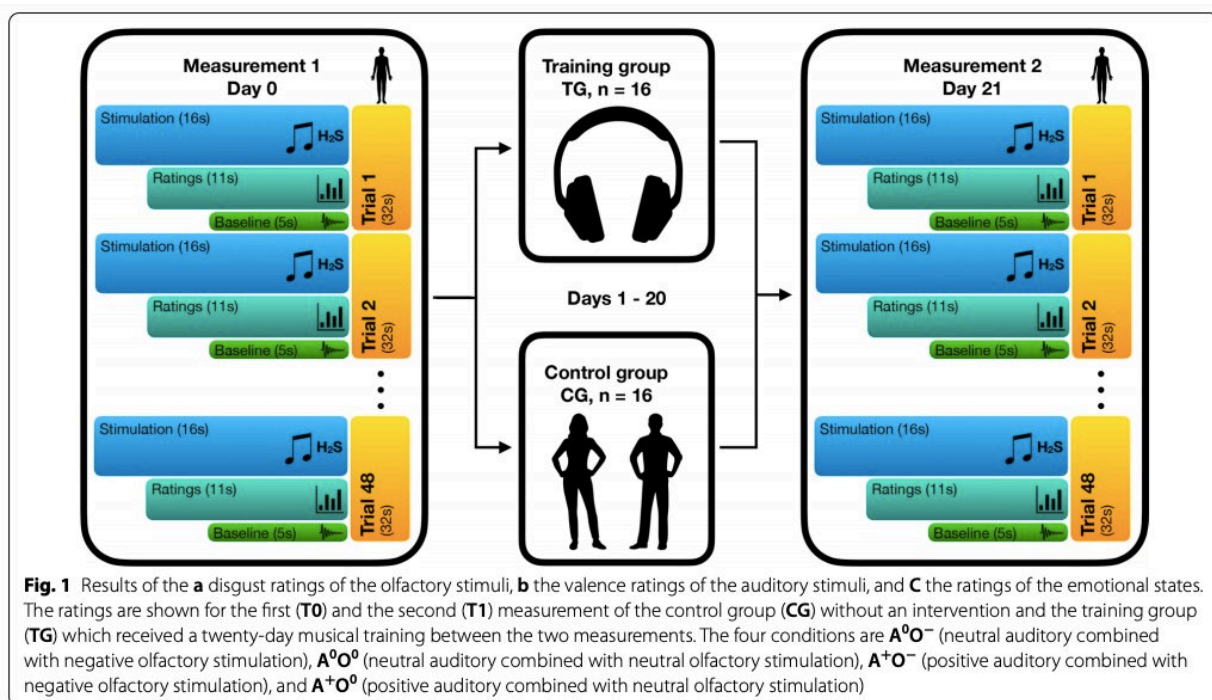 Measurement 1
Day 0
Stimulation (16s)
H₂S
Ratings (11s)
Baseline (5s)
Trial 1
(32s)
Stimulation (16s)
H₂S
Ratings (11s)
Baseline (5s)
Trial 2
(32s)
Stimulation (16s)
H₂S
Ratings (11s)
Baseline (5s)
Trial 48
(32s)
Training group
TG, n = 16
Days 1 - 20
Control group
CG, n = 16
Measurement 2
Day 21
Stimulation (16s)
H₂S
Ratings (11s)
Baseline (5s)
Trial 1
(32s)
Stimulation (16s)
H₂S
Ratings (11s)
Baseline (5s)
Trial 2
(32s)
Stimulation (16s)
H₂S
Ratings (11s)
Baseline (5s)
Trial 48
(32s)
Fig. 1 Results of the a disgust ratings of the olfactory stimuli, b the valence ratings of the auditory stimuli, and C the ratings of the emotional states.
The ratings are shown for the first (T0) and the second (T1) measurement of the control group (CG) without an intervention and the training group
(TG) which received a twenty-day musical training between the two measurements. The four conditions are A⁰O⁻ (neutral auditory combined
with negative olfactory stimulation), A⁰O⁰ (neutral auditory combined with neutral olfactory stimulation), A⁺O⁻ (positive auditory combined with
negative olfactory stimulation), and A⁺O⁰ (positive auditory combined with neutral olfactory stimulation)